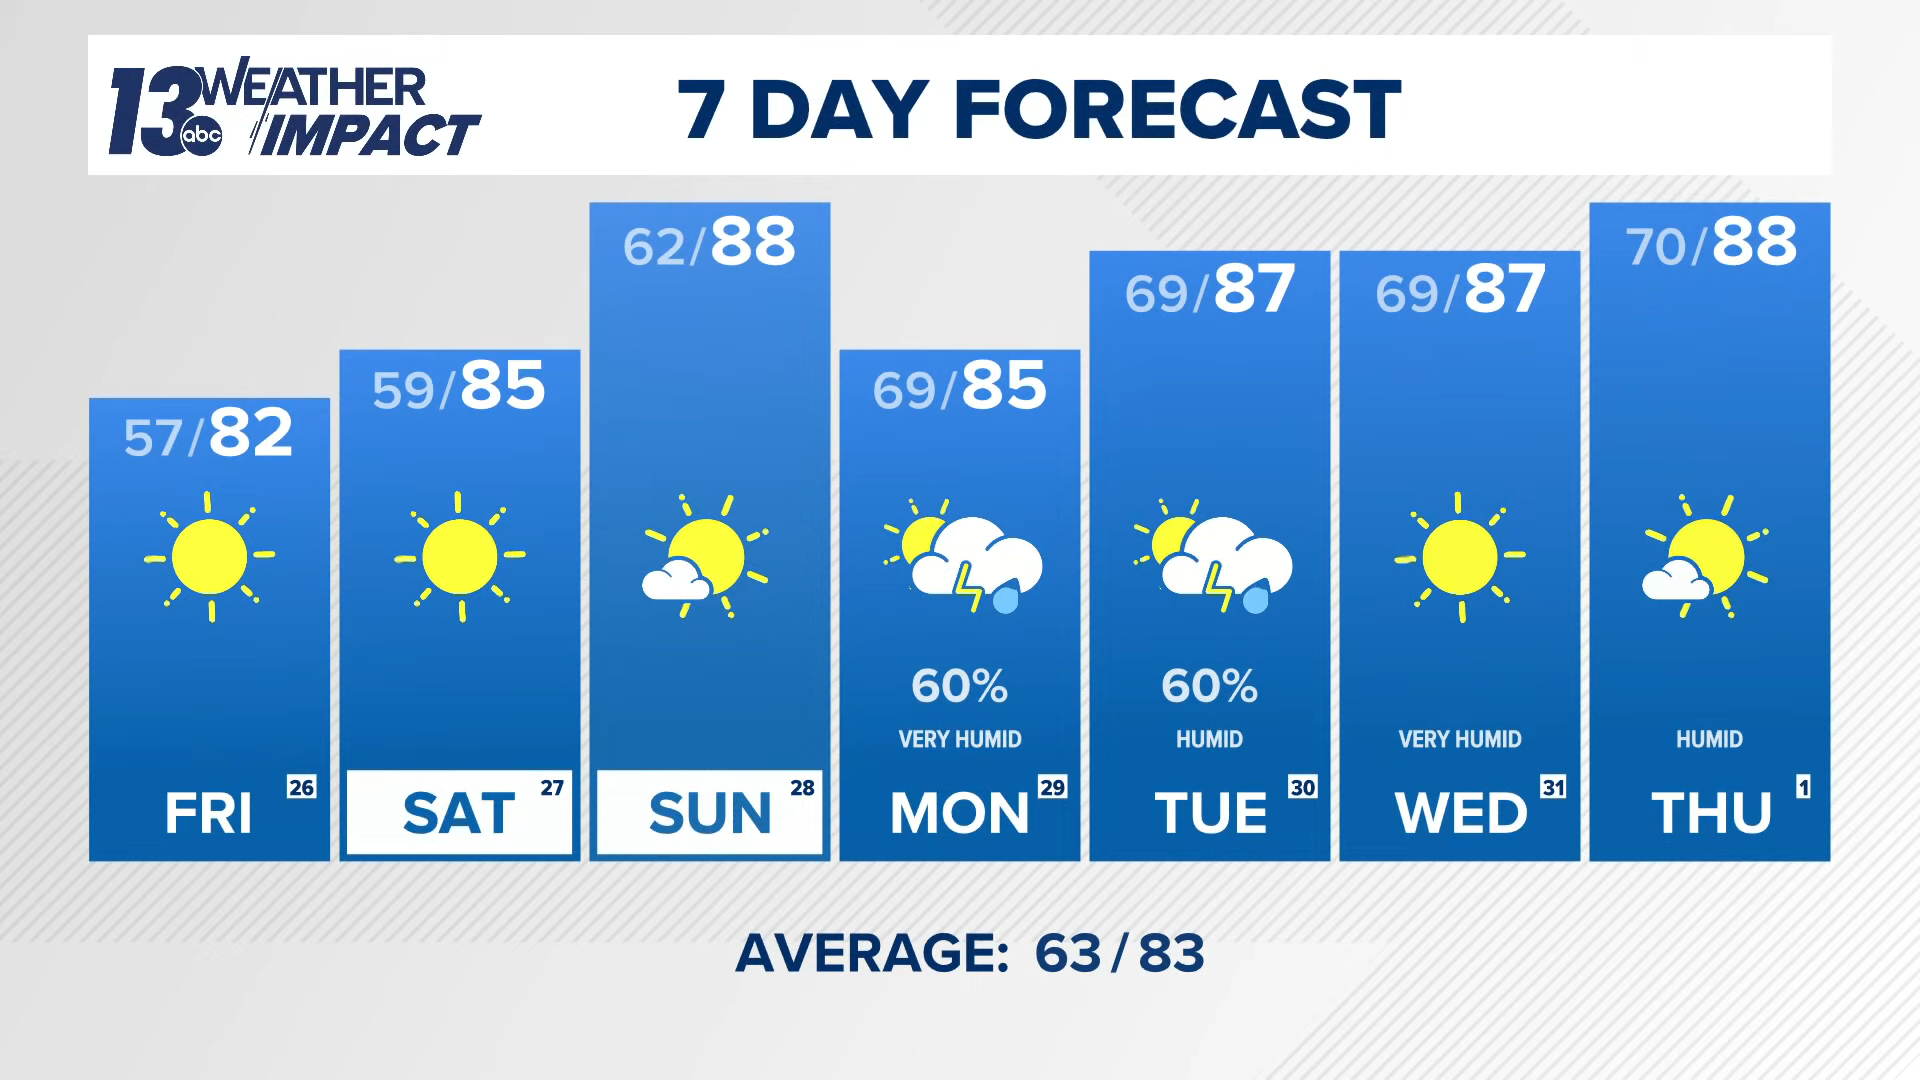 13 WEATHER
abc IMPACT
7 DAY FORECAST
57/82
59/85
62/88
69/85
69/87
69/87
70/88
60%
60%
VERY HUMID
HUMID
VERY HUMID
HUMID
FRI 26
SAT 27
SUN 28
MON 29
TUE 30
WED 31
THU 1
AVERAGE: 63/83